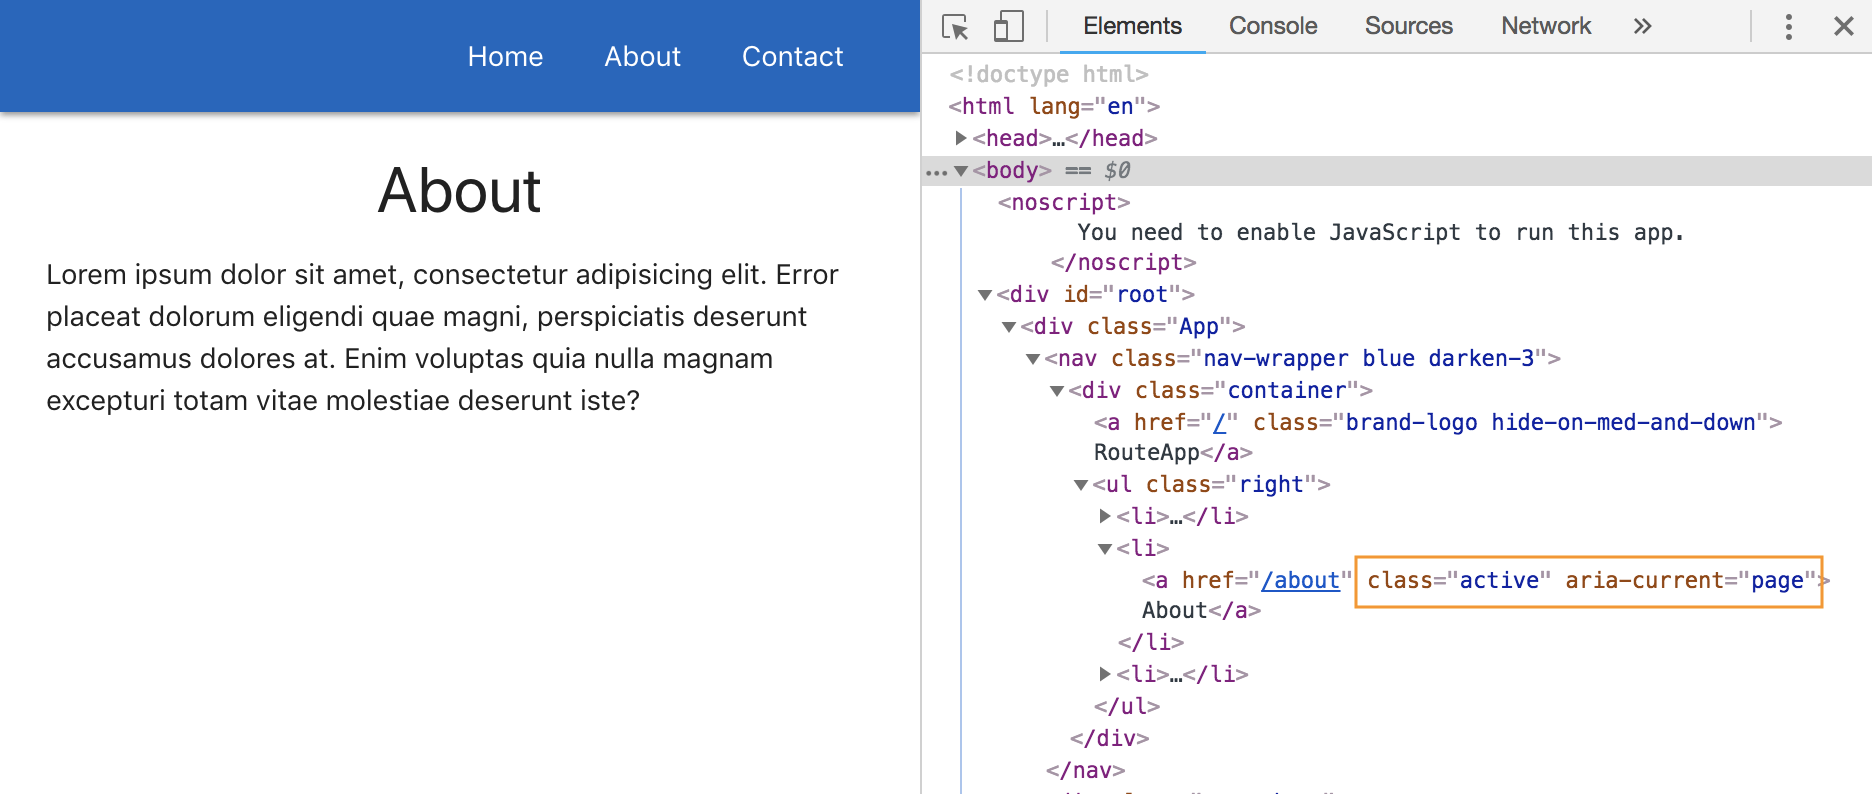 Home About Contact
About
Lorem ipsum dolor sit amet, consectetur adipisicing elit. Error
placeat dolorum eligendi quae magni, perspiciatis deserunt
accusamus dolores at. Enim voluptas quia nulla magnam
excepturi totam vitae molestiae deserunt iste?
Elements Console Sources Network
<!doctype html>
<html lang="en">
<head>…</head>
<body> == $0
<noscript>
You need to enable JavaScript to run this app.
</noscript>
<div id="root">
<div class="App">
<nav class="nav-wrapper blue darken-3">
<div class="container">
<a href="/" class="brand-logo hide-on-med-and-down">
RouteApp</a>
<ul class="right">
<li>…</li>
<li>
<a href="/about" class="active" aria-current="page">
About</a>
</li>
<li>…</li>
</ul>
</div>
</nav>